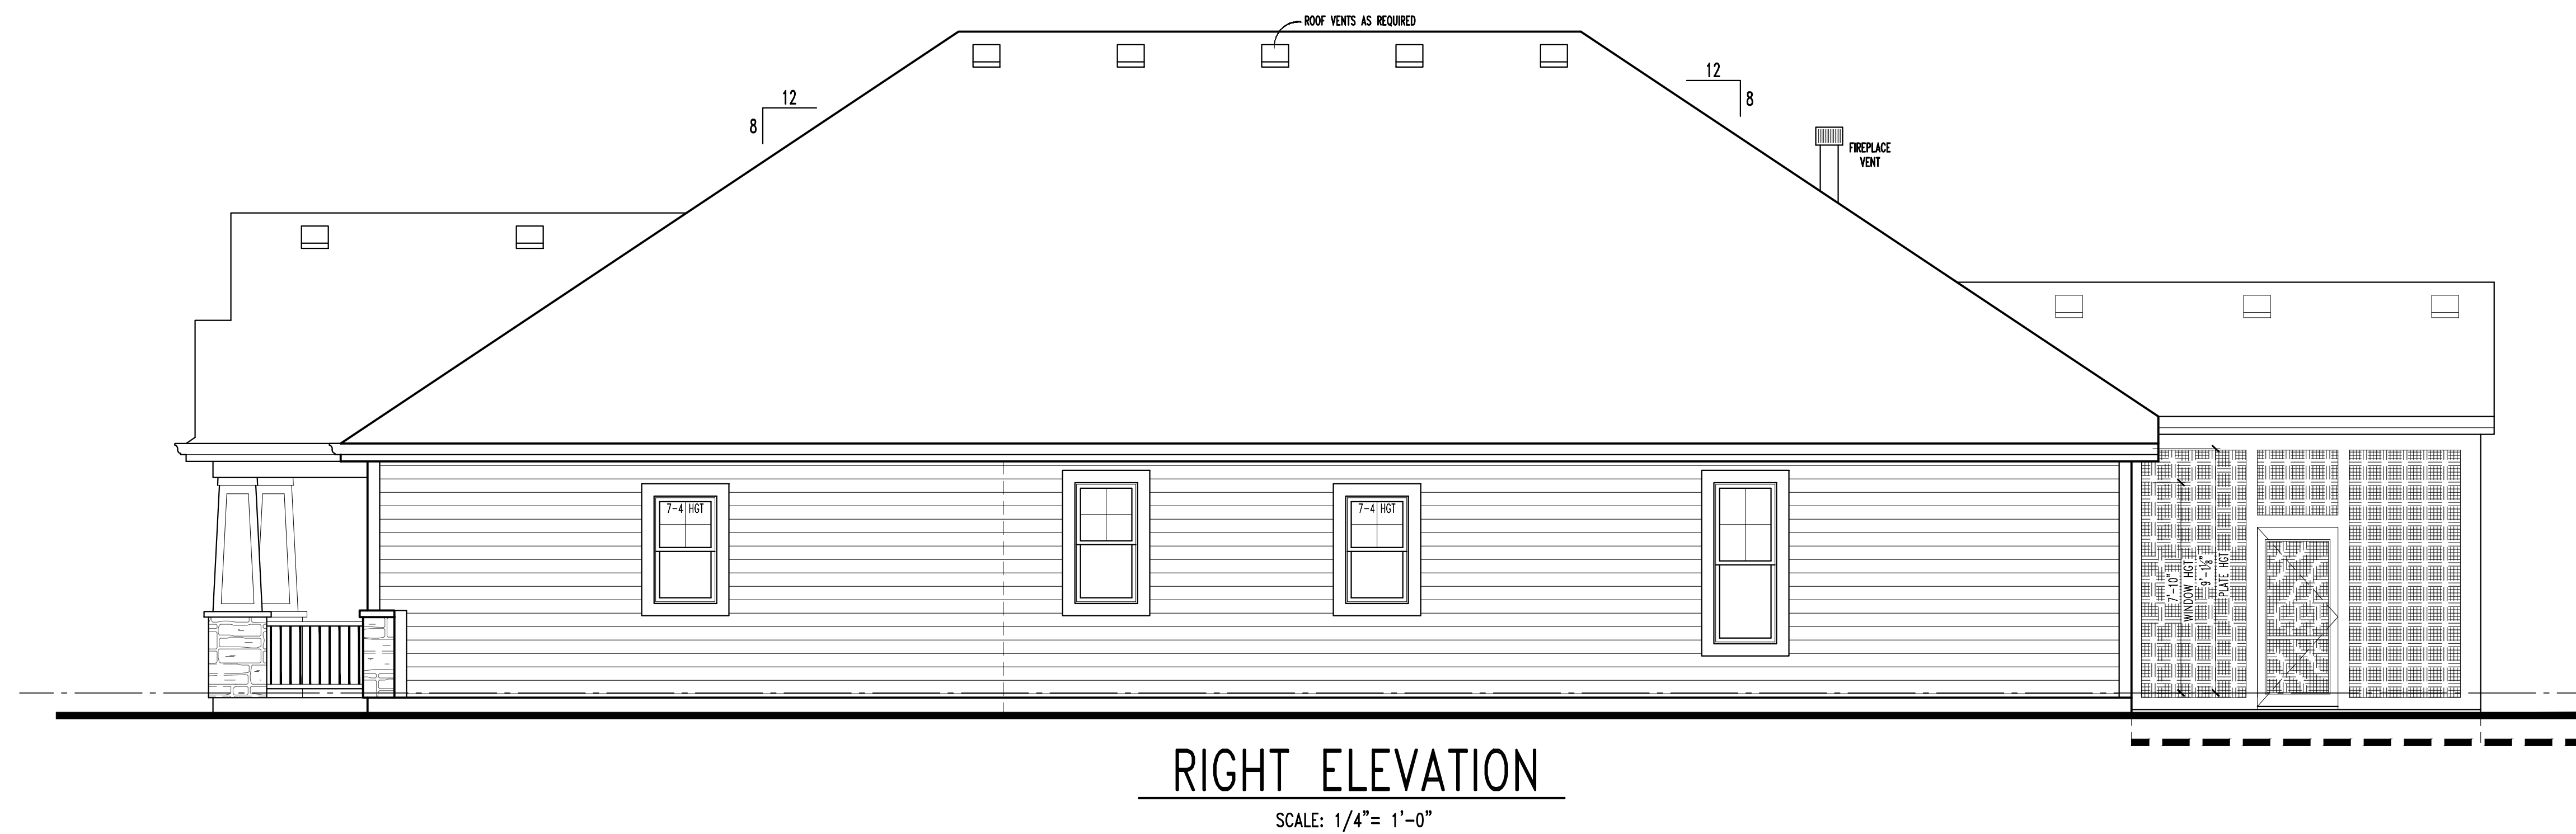 ROOF VENTS AS REQUIRED
12
8
12
8
FIREPLACE
VENT
7-4 HGT
7-4 HGT
7'-10"
WINDOW HGT
9'-1⅛"
PLATE HGT
RIGHT ELEVATION
SCALE: 1/4"= 1'-0"